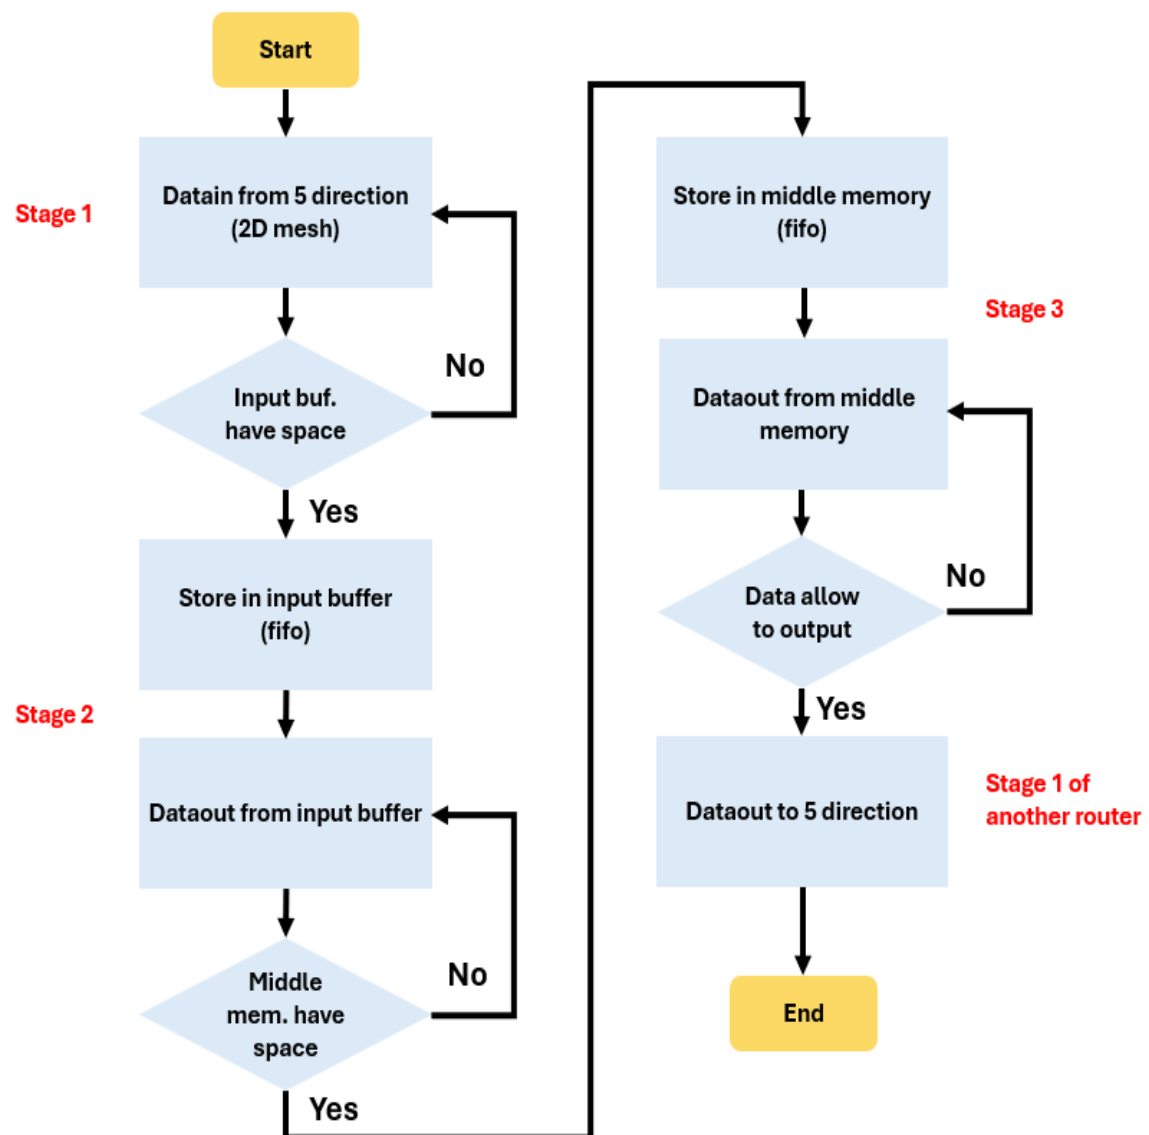 Start
Stage 1
Datain from 5 direction
(2D mesh)
No
Input buf.
have space
Yes
Store in input buffer
(fifo)
Stage 2
Dataout from input buffer
No
Middle
mem. have
space
Yes
Store in middle memory
(fifo)
Stage 3
Dataout from middle
memory
No
Data allow
to output
Yes
Dataout to 5 direction
Stage 1 of
another router
End